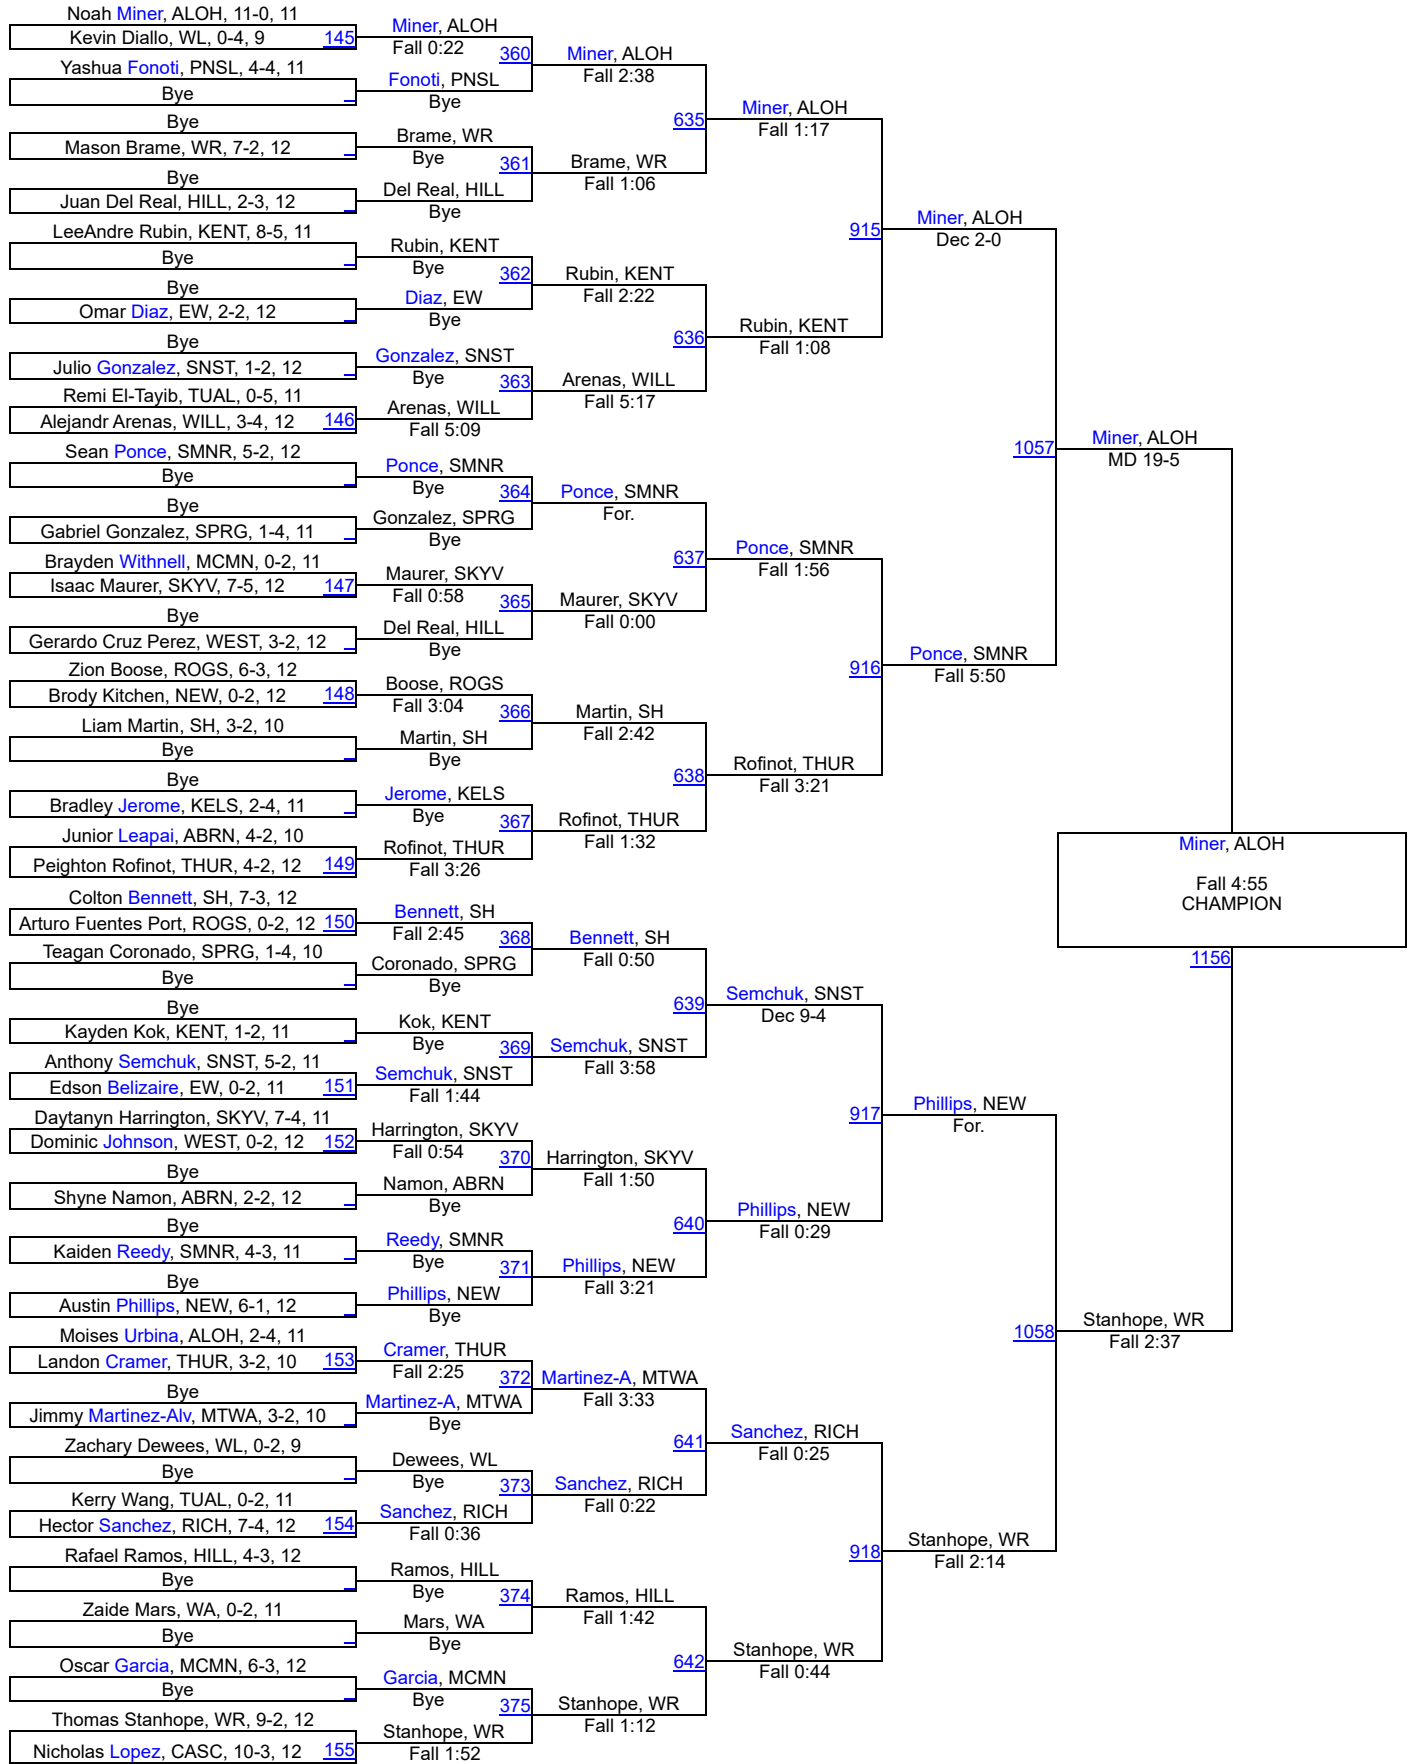 Noah Miner, ALOH, 11-0, 11
Kevin Diallo, WL, 0-4, 9 145
Yashua Fonoti, PNSL, 4-4, 11
Bye
Bye
Mason Brame, WR, 7-2, 12
Bye
Juan Del Real, HILL, 2-3, 12
LeeAndre Rubin, KENT, 8-5, 11
Bye
Bye
Omar Diaz, EW, 2-2, 12
Bye
Julio Gonzalez, SNST, 1-2, 12
Remi El-Tayib, TUAL, 0-5, 11
Alejandr Arenas, WILL, 3-4, 12 146
Sean Ponce, SMNR, 5-2, 12
Bye
Bye
Gabriel Gonzalez, SPRG, 1-4, 11
Brayden Withnell, MCMN, 0-2, 11
Isaac Maurer, SKYV, 7-5, 12 147
Bye
Gerardo Cruz Perez, WEST, 3-2, 12
Zion Boose, ROGS, 6-3, 12
Brody Kitchen, NEW, 0-2, 12 148
Liam Martin, SH, 3-2, 10
Bye
Bye
Bradley Jerome, KELS, 2-4, 11
Junior Leapai, ABRN, 4-2, 10
Peighton Rofinot, THUR, 4-2, 12 149
Colton Bennett, SH, 7-3, 12
Arturo Fuentes Port, ROGS, 0-2, 12 150
Teagan Coronado, SPRG, 1-4, 10
Bye
Bye
Kayden Kok, KENT, 1-2, 11
Anthony Semchuk, SNST, 5-2, 11
Edson Belizaire, EW, 0-2, 11 151
Daytanyn Harrington, SKYV, 7-4, 11
Dominic Johnson, WEST, 0-2, 12 152
Bye
Shyne Namon, ABRN, 2-2, 12
Bye
Kaiden Reedy, SMNR, 4-3, 11
Bye
Austin Phillips, NEW, 6-1, 12
Moises Urbina, ALOH, 2-4, 11
Landon Cramer, THUR, 3-2, 10 153
Bye
Jimmy Martinez-Alv, MTWA, 3-2, 10
Zachary Dewees, WL, 0-2, 9
Bye
Kerry Wang, TUAL, 0-2, 11
Hector Sanchez, RICH, 7-4, 12 154
Rafael Ramos, HILL, 4-3, 12
Bye
Zaide Mars, WA, 0-2, 11
Bye
Oscar Garcia, MCMN, 6-3, 12
Bye
Thomas Stanhope, WR, 9-2, 12
Nicholas Lopez, CASC, 10-3, 12 155
Miner, ALOH
Fall 0:22
360
Fonoti, PNSL
Bye
Brame, WR
Bye
361
Del Real, HILL
Bye
Rubin, KENT
Bye
362
Diaz, EW
Bye
Gonzalez, SNST
Bye
363
Arenas, WILL
Fall 5:09
Ponce, SMNR
Bye
364
Gonzalez, SPRG
Bye
Maurer, SKYV
Fall 0:58
365
Del Real, HILL
Bye
Boose, ROGS
Fall 3:04
366
Martin, SH
Bye
Jerome, KELS
Bye
367
Rofinot, THUR
Fall 3:26
Bennett, SH
Fall 2:45
368
Coronado, SPRG
Bye
Kok, KENT
Bye
369
Semchuk, SNST
Fall 1:44
Harrington, SKYV
Fall 0:54
370
Namon, ABRN
Bye
Reedy, SMNR
Bye
371
Phillips, NEW
Bye
Cramer, THUR
Fall 2:25
372
Martinez-A, MTWA
Bye
Dewees, WL
Bye
373
Sanchez, RICH
Fall 0:36
Ramos, HILL
Bye
374
Mars, WA
Bye
Garcia, MCMN
Bye
375
Stanhope, WR
Fall 1:52
Miner, ALOH
Fall 2:38
635
Brame, WR
Fall 1:06
Rubin, KENT
Fall 2:22
636
Arenas, WILL
Fall 5:17
Ponce, SMNR
For.
637
Maurer, SKYV
Fall 0:00
Martin, SH
Fall 2:42
638
Rofinot, THUR
Fall 1:32
Bennett, SH
Fall 0:50
639
Semchuk, SNST
Fall 3:58
Harrington, SKYV
Fall 1:50
640
Phillips, NEW
Fall 3:21
Martinez-A, MTWA
Fall 3:33
641
Sanchez, RICH
Fall 0:22
Ramos, HILL
Fall 1:42
642
Stanhope, WR
Fall 1:12
Miner, ALOH
Fall 1:17
915
Rubin, KENT
Fall 1:08
Ponce, SMNR
Fall 1:56
916
Rofinot, THUR
Fall 3:21
Semchuk, SNST
Dec 9-4
917
Phillips, NEW
Fall 0:29
Sanchez, RICH
Fall 0:25
918
Stanhope, WR
Fall 0:44
Miner, ALOH
Dec 2-0
1057
Ponce, SMNR
Fall 5:50
Phillips, NEW
For.
1058
Stanhope, WR
Fall 2:14
Miner, ALOH
MD 19-5
Stanhope, WR
Fall 2:37
Miner, ALOH
Fall 4:55
CHAMPION
1156